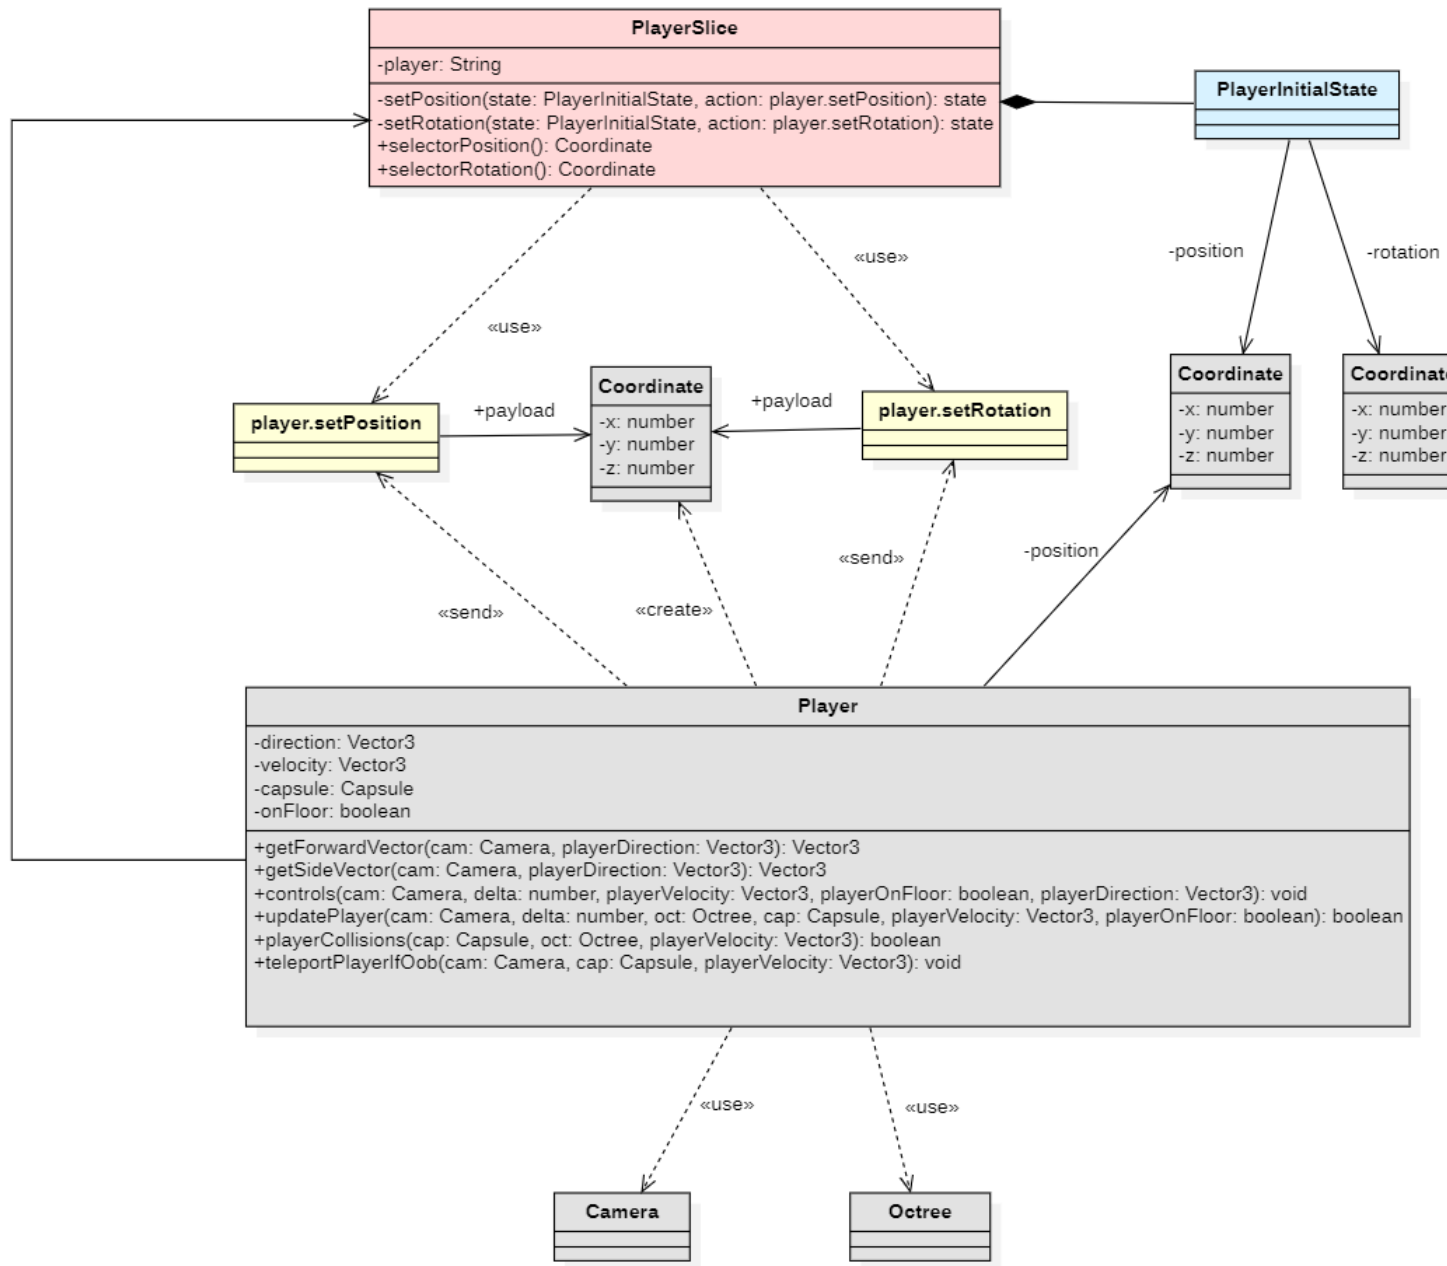 PlayerSlice
-player: String
-setPosition(state: PlayerInitialState, action: player.setPosition): state
-setRotation(state: PlayerInitialState, action: player.setRotation): state
+selectorPosition(): Coordinate
+selectorRotation(): Coordinate
PlayerInitialState
-position
-rotation
«use»
«use»
player.setPosition
+payload
Coordinate
-x: number
-y: number
-z: number
+payload
player.setRotation
Coordinate
-x: number
-y: number
-z: number
Coordinate
-x: number
-y: number
-z: number
«send»
«create»
«send»
-position
Player
-direction: Vector3
-velocity: Vector3
-capsule: Capsule
-onFloor: boolean
+getForwardVector(cam: Camera, playerDirection: Vector3): Vector3
+getSideVector(cam: Camera, playerDirection: Vector3): Vector3
+controls(cam: Camera, delta: number, playerVelocity: Vector3, playerOnFloor: boolean, playerDirection: Vector3): void
+updatePlayer(cam: Camera, delta: number, oct: Octree, cap: Capsule, playerVelocity: Vector3, playerOnFloor: boolean): boolean
+playerCollisions(cap: Capsule, oct: Octree, playerVelocity: Vector3): boolean
+teleportPlayerIfOob(cam: Camera, cap: Capsule, playerVelocity: Vector3): void
«use»
«use»
Camera
Octree